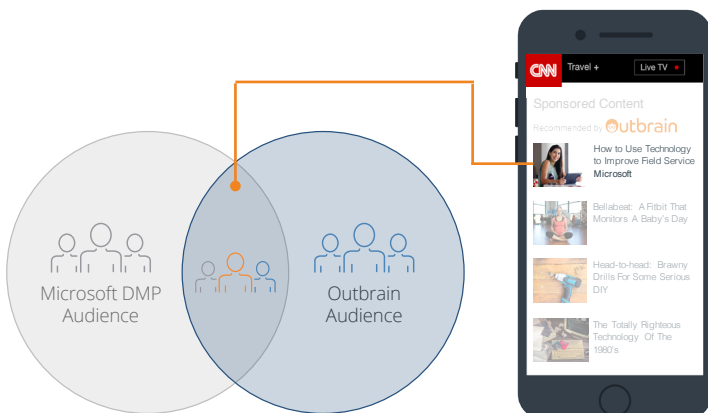 CNN
Travel +
Live TV
Sponsored Content
Recommended by Outbrain
How to Use Technology
to Improve Field Service
Microsoft
Bellabeat: A Fitbit That
Monitors A Baby's Day
Head-to-head: Brawny
Drills For Some Serious
DIY
The Totally Righteous
Technology Of The
1980's
Microsoft DMP
Audience
Outbrain
Audience